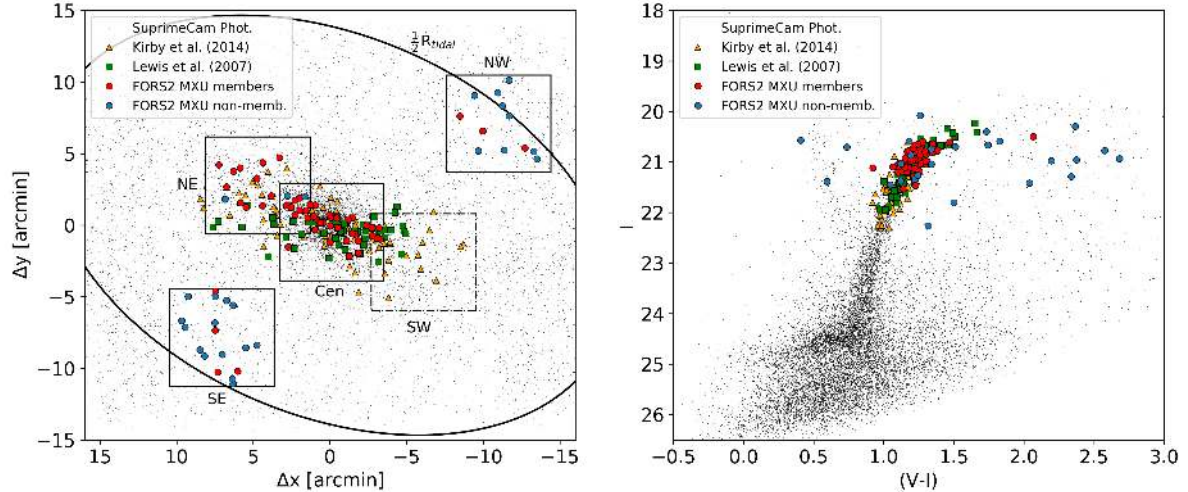 SuprimeCam Phot.
Kirby et al. (2014)
Lewis et al. (2007)
FORS2 MXU members
FORS2 MXU non-memb.
½R_tidal
NW
NE
Cen
SW
SE
15
10
5
0
−5
−10
−15
Δy [arcmin]
15 10 5 0 −5 −10 −15
Δx [arcmin]
SuprimeCam Phot.
Kirby et al. (2014)
Lewis et al. (2007)
FORS2 MXU members
FORS2 MXU non-memb.
18
19
20
21
22
23
24
25
26
I
−0.5 0.0 0.5 1.0 1.5 2.0 2.5 3.0
(V-I)